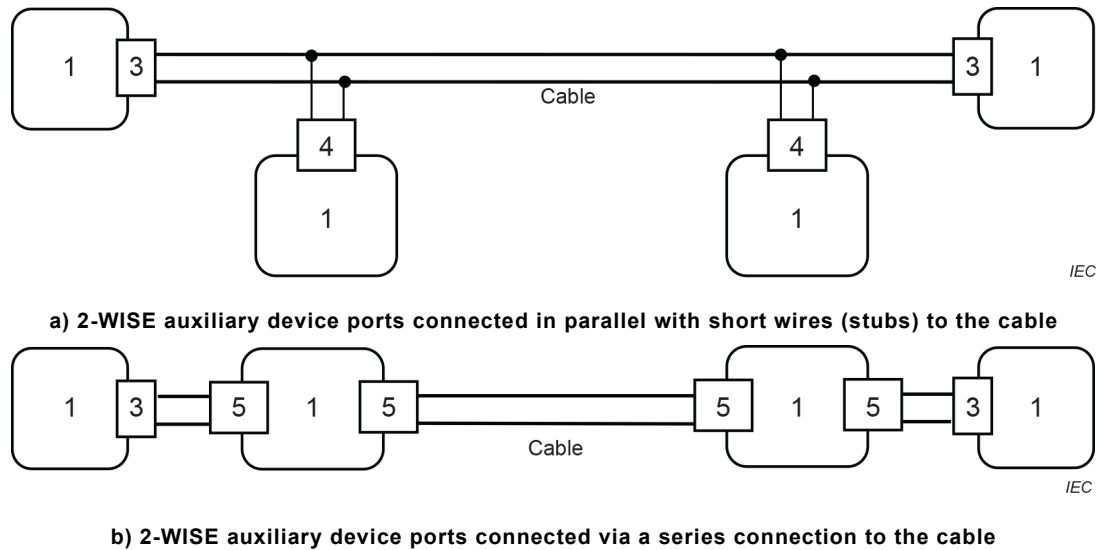 1 3 3 1
Cable
4 4
1 1
IEC
a) 2-WISE auxiliary device ports connected in parallel with short wires (stubs) to the cable
1 3 5 1 5 5 1 5 3 1
Cable
IEC
b) 2-WISE auxiliary device ports connected via a series connection to the cable